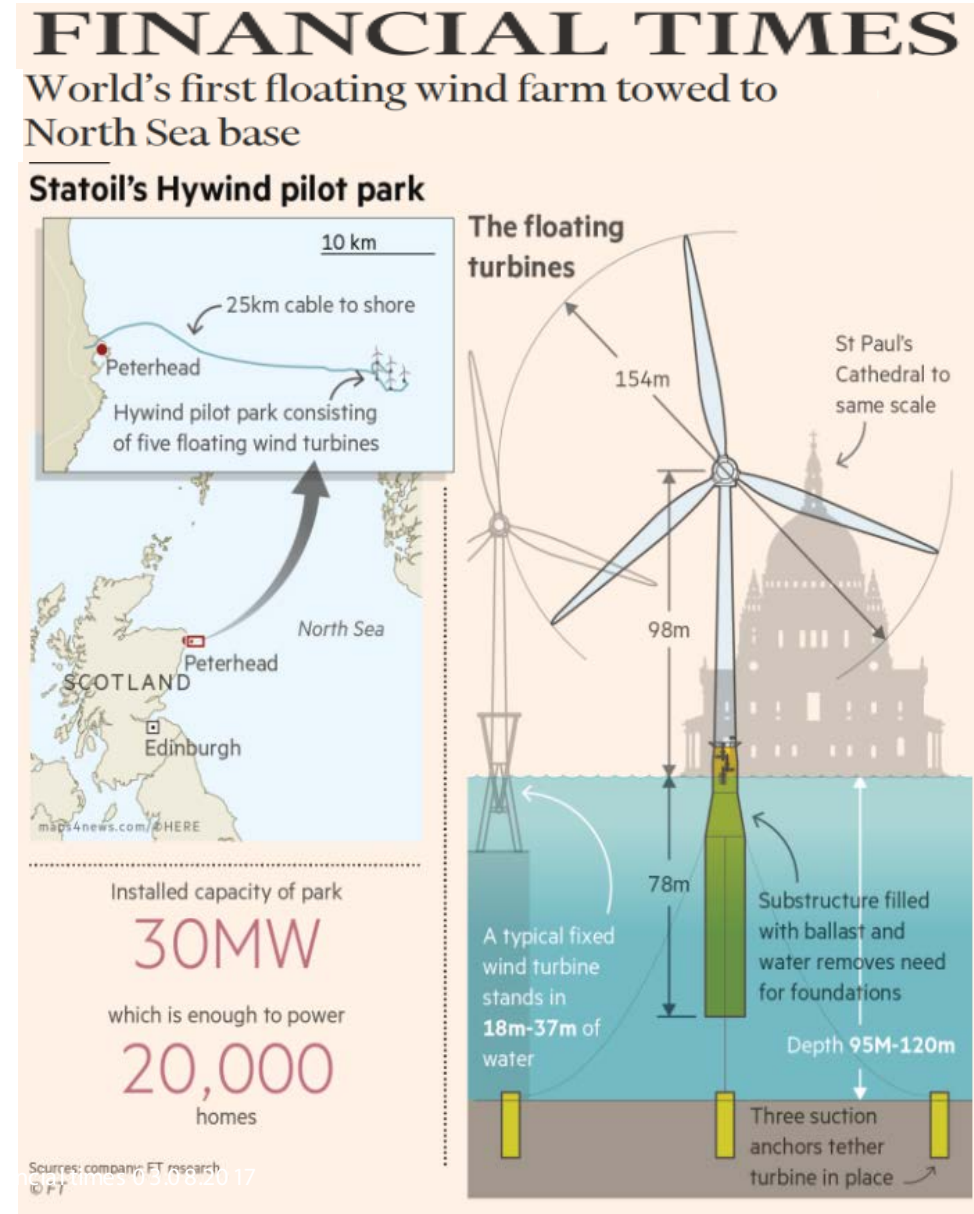 FINANCIAL TIMES
World's first floating wind farm towed to
North Sea base
Statoil's Hywind pilot park
10 km
25km cable to shore
Peterhead
Hywind pilot park consisting
of five floating wind turbines
North Sea
Peterhead
SCOTLAND
Edinburgh
maps4news.com/©HERE
Installed capacity of park
30MW
which is enough to power
20,000
homes
Sources: company; FT research
ncial times 03.08.2017
© FT
The floating
turbines
154m
St Paul's
Cathedral to
same scale
98m
78m
A typical fixed
wind turbine
stands in
18m-37m of
water
Substructure filled
with ballast and
water removes need
for foundations
Depth 95M-120m
Three suction
anchors tether
turbine in place